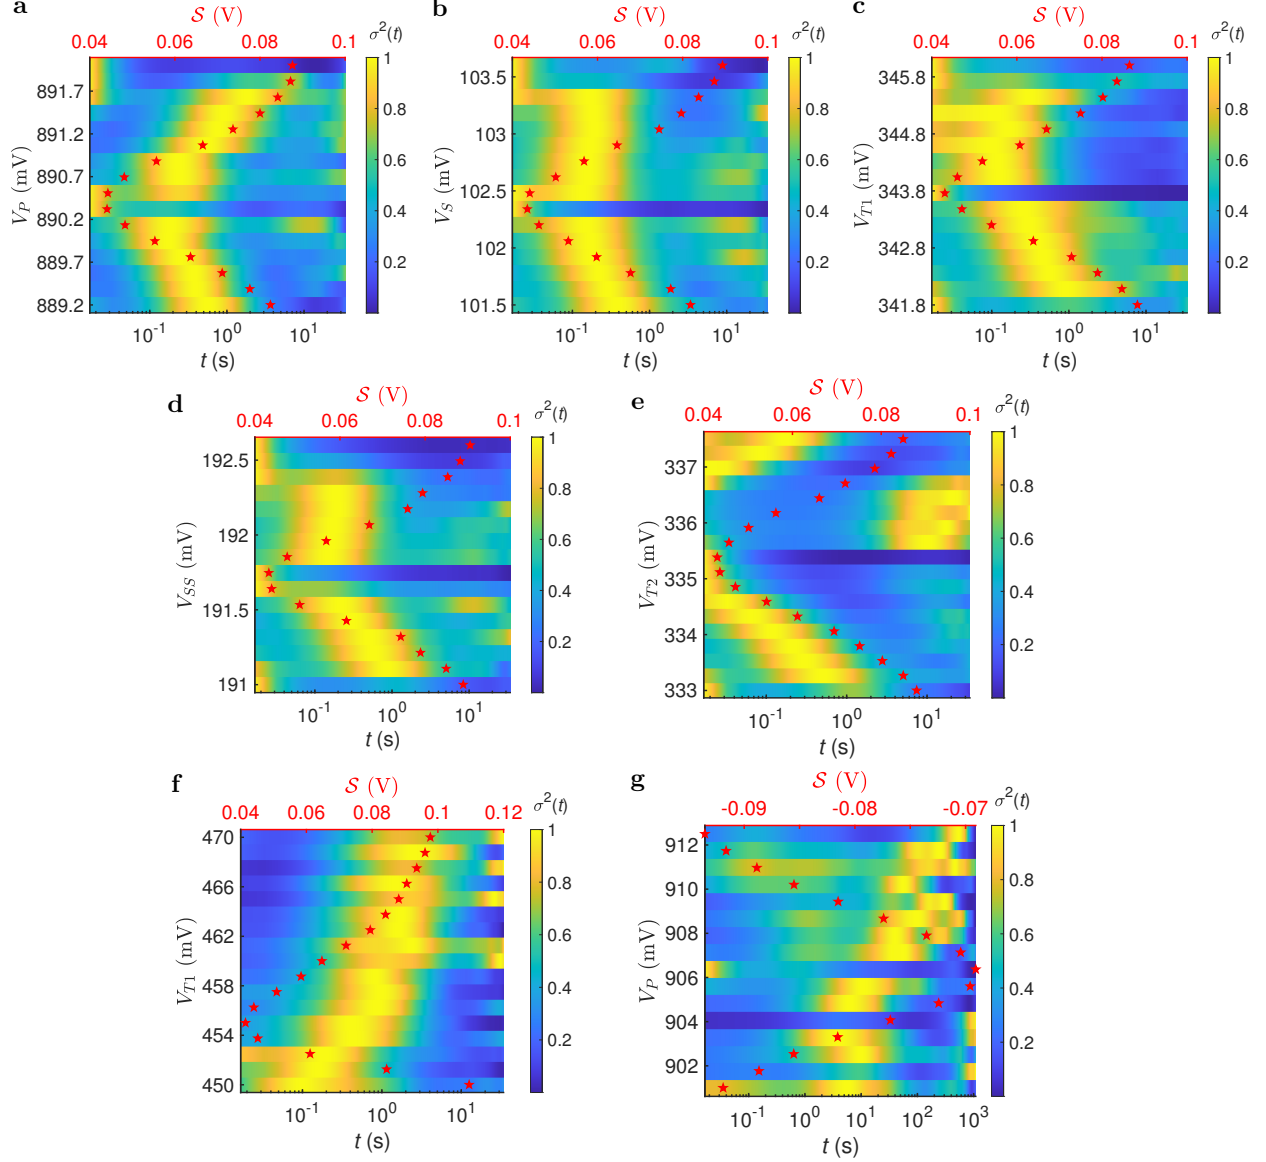 a
𝒮 (V)
0.04 0.06 0.08 0.1
σ²(t)
V_P (mV)
891.7
891.2
890.7
890.2
889.7
889.2
10⁻¹ 10⁰ 10¹
t (s)
1
0.8
0.6
0.4
0.2
b
𝒮 (V)
0.04 0.06 0.08 0.1
σ²(t)
V_S (mV)
103.5
103
102.5
102
101.5
10⁻¹ 10⁰ 10¹
t (s)
1
0.8
0.6
0.4
0.2
c
𝒮 (V)
0.04 0.06 0.08 0.1
σ²(t)
V_{T1} (mV)
345.8
344.8
343.8
342.8
341.8
10⁻¹ 10⁰ 10¹
t (s)
1
0.8
0.6
0.4
0.2
d
𝒮 (V)
0.04 0.06 0.08 0.1
σ²(t)
V_{SS} (mV)
192.5
192
191.5
191
10⁻¹ 10⁰ 10¹
t (s)
1
0.8
0.6
0.4
0.2
e
𝒮 (V)
0.04 0.06 0.08 0.1
σ²(t)
V_{T2} (mV)
337
336
335
334
333
10⁻¹ 10⁰ 10¹
t (s)
1
0.8
0.6
0.4
0.2
f
𝒮 (V)
0.04 0.06 0.08 0.1 0.12
σ²(t)
V_{T1} (mV)
470
466
462
458
454
450
10⁻¹ 10⁰ 10¹
t (s)
1
0.8
0.6
0.4
0.2
g
𝒮 (V)
-0.09 -0.08 -0.07
σ²(t)
V_P (mV)
912
910
908
906
904
902
10⁻¹ 10⁰ 10¹ 10² 10³
t (s)
1
0.8
0.6
0.4
0.2